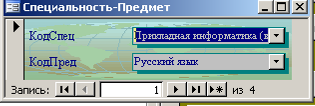 Специальность-Предмет
КодСпец Прикладная информатика (в
КодПред Русский язык
Запись: 1 из 4